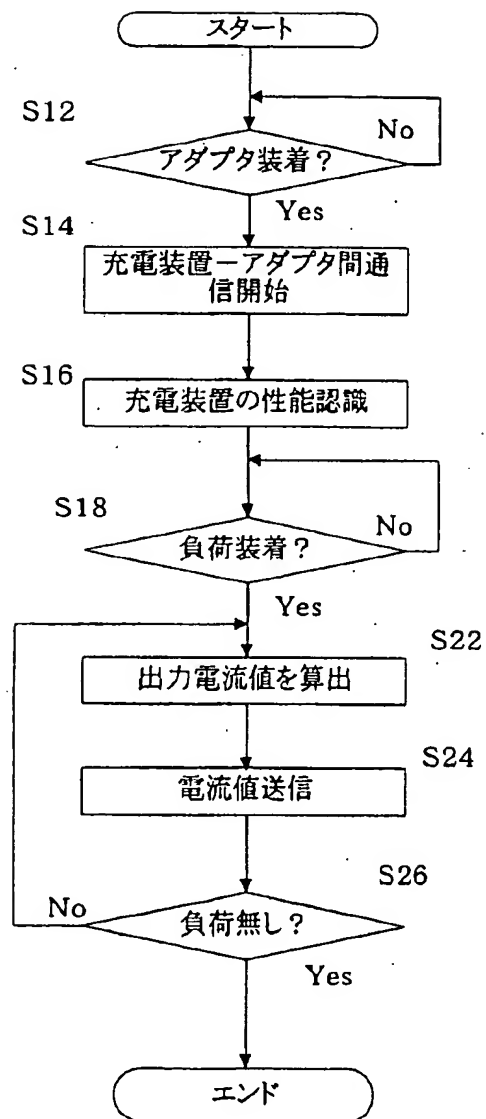 スタート
S12
No
アダプタ装着?
Yes
S14
充電装置-アダプタ間通
信開始
S16
充電装置の性能認識
S18
No
負荷装着?
Yes
S22
出力電流値を算出
S24
電流値送信
S26
No
負荷無し?
Yes
エンド